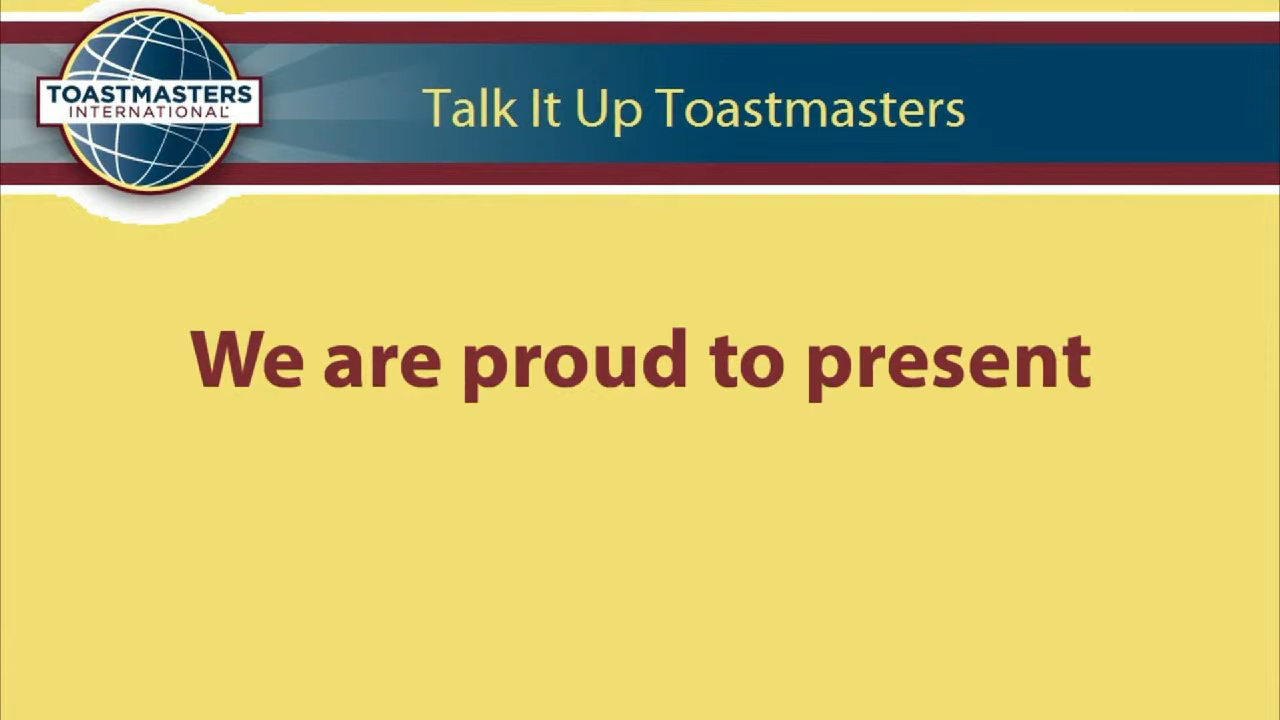 TOASTMASTERS
INTERNATIONAL
Talk It Up Toastmasters
We are proud to present